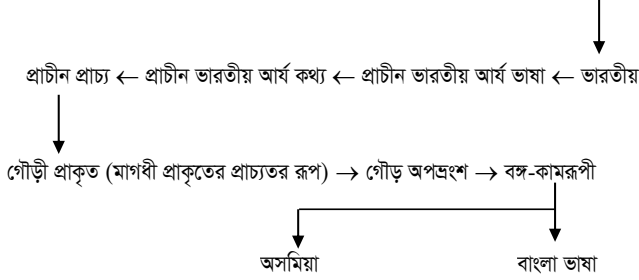 প্রাচীন প্রাচ্য ← প্রাচীন ভারতীয় আর্য কথ্য ← প্রাচীন ভারতীয় আর্য ভাষা ← ভারতীয়
গৌড়ী প্রাকৃত (মাগধী প্রাকৃতের প্রাচ্যতর রূপ) → গৌড় অপভ্রংশ → বঙ্গ-কামরূপী
অসমিয়া বাংলা ভাষা